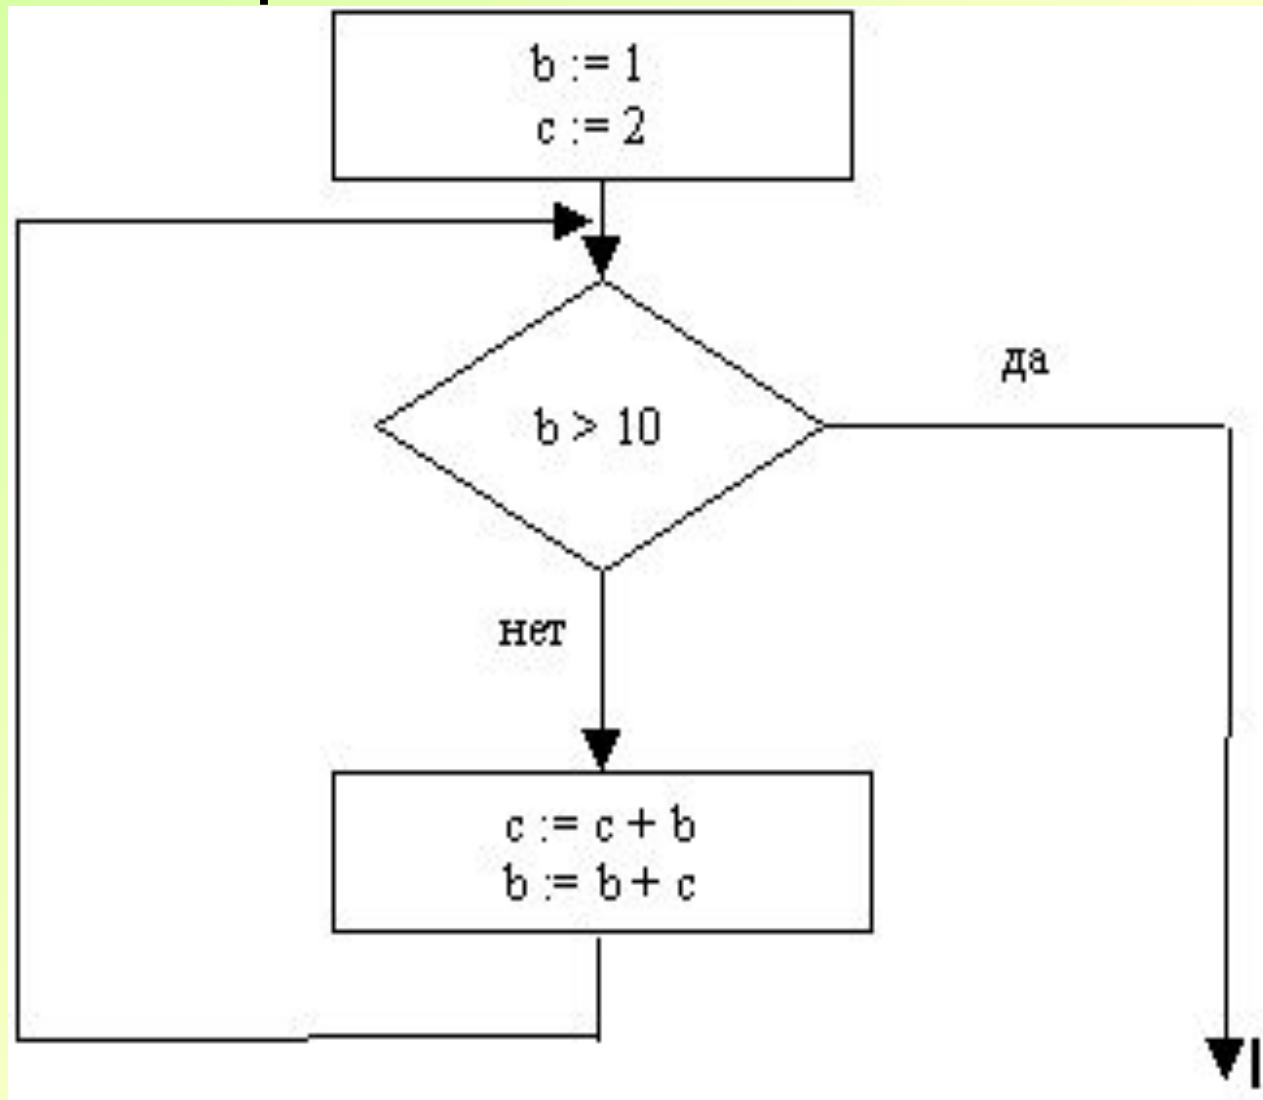 b := 1
c := 2
да
b > 10
нет
c := c + b
b := b + c